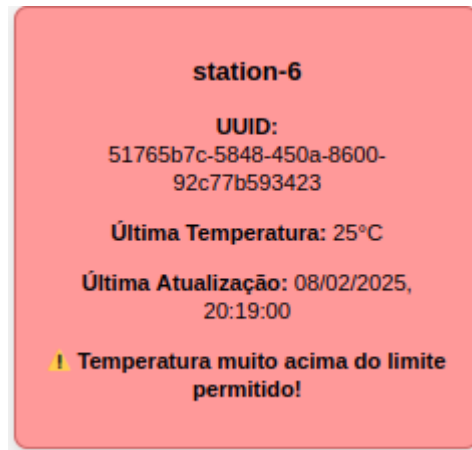 station-6
UUID:
51765b7c-5848-450a-8600-
92c77b593423
Última Temperatura: 25°C
Última Atualização: 08/02/2025,
20:19:00
⚠️ Temperatura muito acima do limite
permitido!